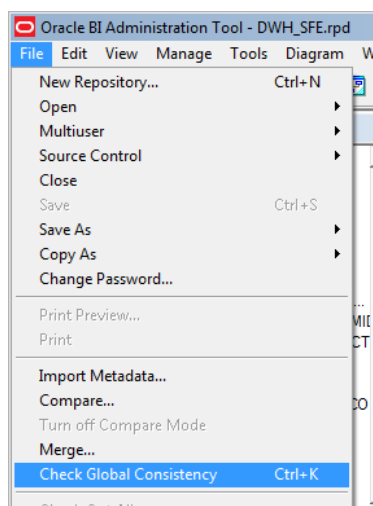 Oracle BI Administration Tool - DWH_SFE.rpd
File Edit View Manage Tools Diagram W
New Repository... Ctrl+N
Open
Multiuser
Source Control
Close
Save Ctrl+S
Save As
Copy As
Change Password...
Print Preview...
Print
Import Metadata...
Compare...
Turn off Compare Mode
Merge...
Check Global Consistency Ctrl+K